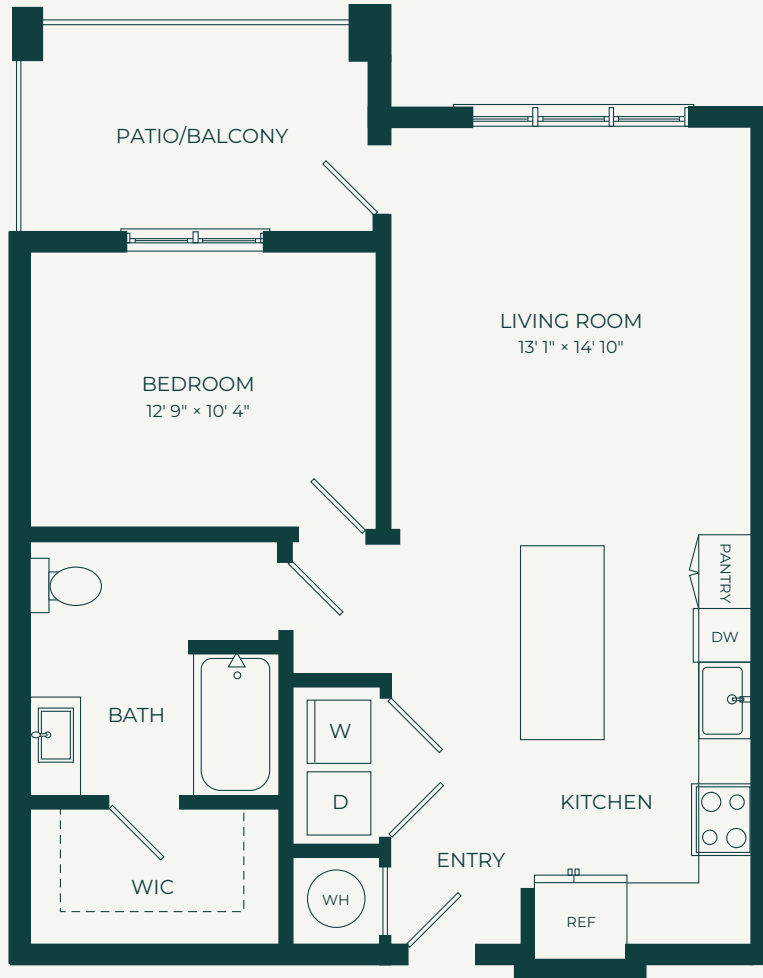 PATIO/BALCONY
LIVING ROOM
13' 1" × 14' 10"
BEDROOM
12' 9" × 10' 4"
PANTRY
DW
BATH
W
D
KITCHEN
ENTRY
WIC
WH
REF